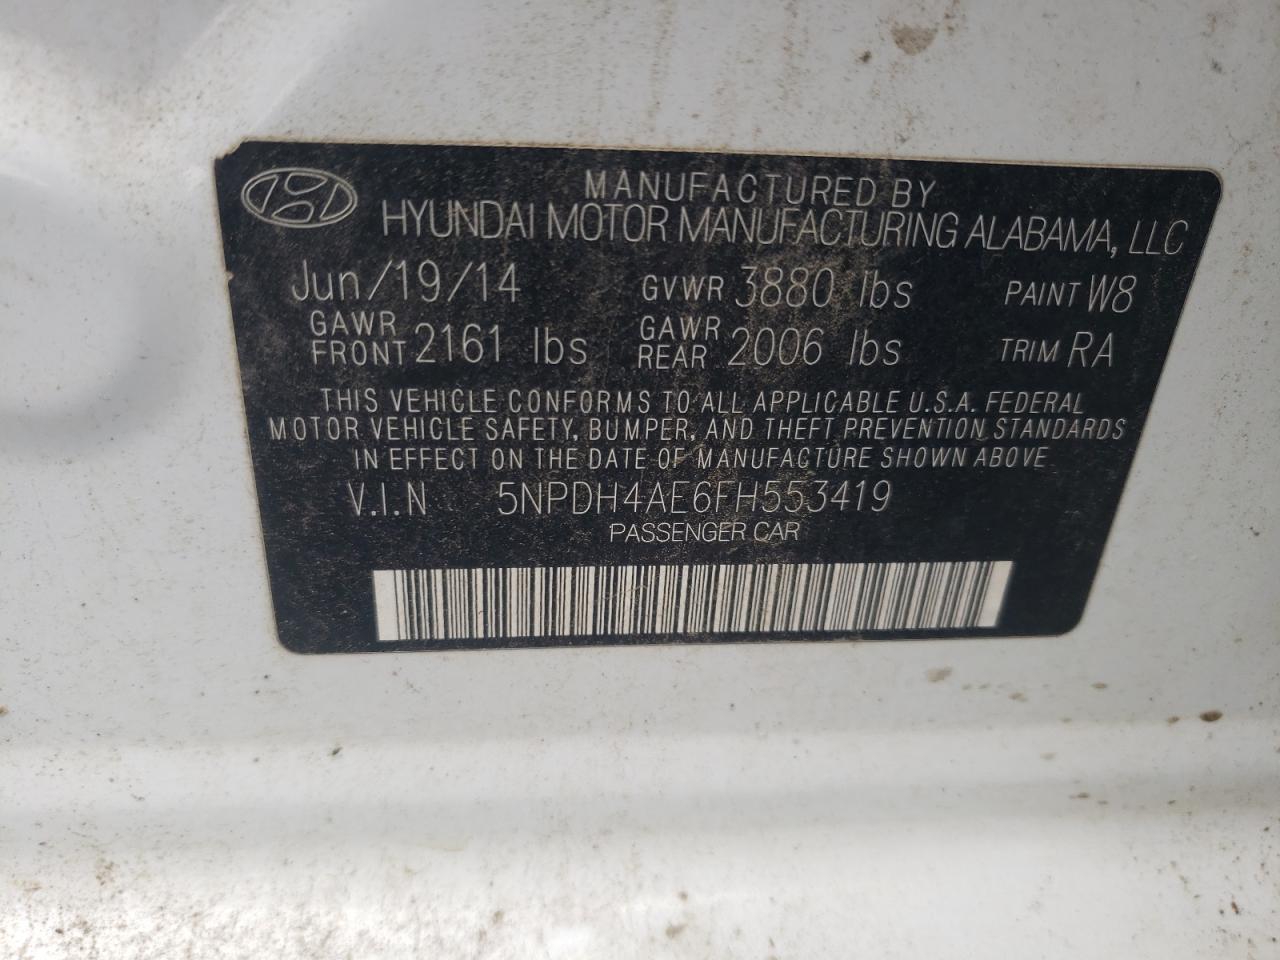 MANUFACTURED BY
HYUNDAI MOTOR MANUFACTURING ALABAMA, LLC
Jun/19/14 GVWR 3880 lbs PAINT W8
GAWR FRONT 2161 lbs GAWR REAR 2006 lbs TRIM RA
THIS VEHICLE CONFORMS TO ALL APPLICABLE U.S.A. FEDERAL
MOTOR VEHICLE SAFETY, BUMPER, AND THEFT PREVENTION STANDARDS
IN EFFECT ON THE DATE OF MANUFACTURE SHOWN ABOVE
V.I.N 5NPDH4AE6FH553419
PASSENGER CAR